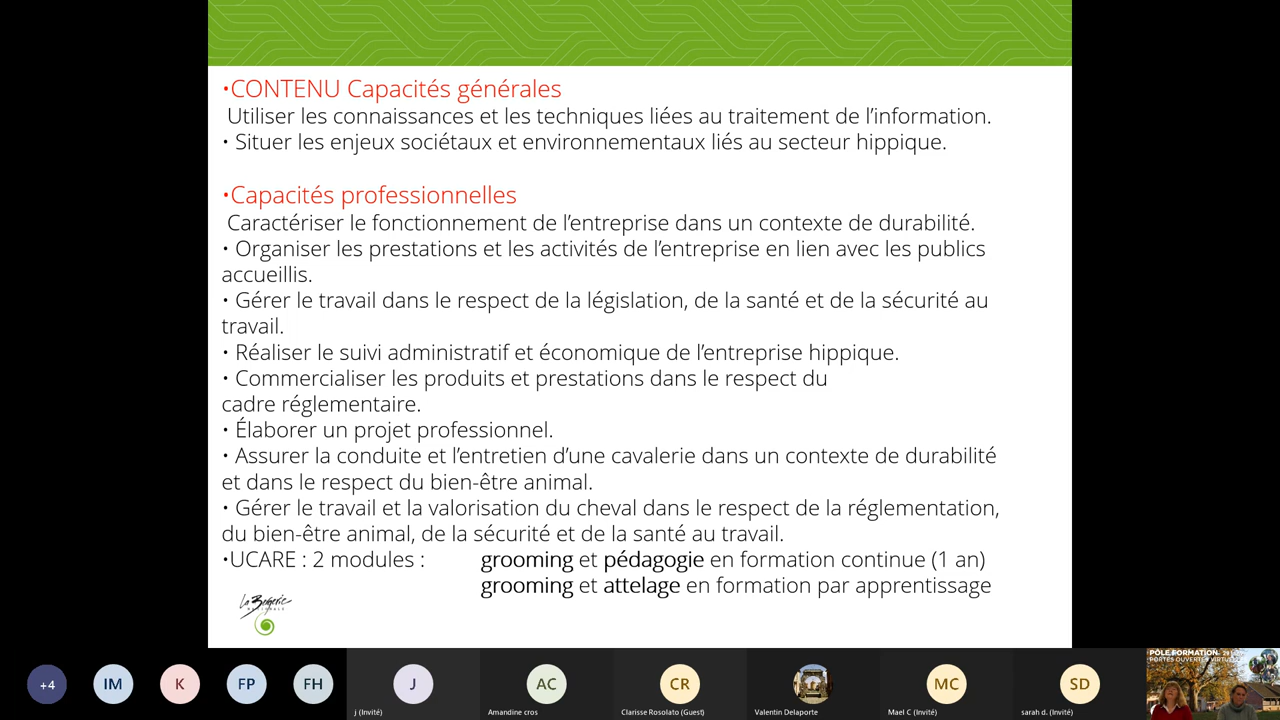 •CONTENU Capacités générales
Utiliser les connaissances et les techniques liées au traitement de l’information.
• Situer les enjeux sociétaux et environnementaux liés au secteur hippique.
•Capacités professionnelles
Caractériser le fonctionnement de l’entreprise dans un contexte de durabilité.
• Organiser les prestations et les activités de l’entreprise en lien avec les publics
accueillis.
• Gérer le travail dans le respect de la législation, de la santé et de la sécurité au
travail.
• Réaliser le suivi administratif et économique de l’entreprise hippique.
• Commercialiser les produits et prestations dans le respect du
cadre réglementaire.
• Élaborer un projet professionnel.
• Assurer la conduite et l’entretien d’une cavalerie dans un contexte de durabilité
et dans le respect du bien-être animal.
• Gérer le travail et la valorisation du cheval dans le respect de la réglementation,
du bien-être animal, de la sécurité et de la santé au travail.
•UCARE : 2 modules : grooming et pédagogie en formation continue (1 an)
grooming et attelage en formation par apprentissage
La Bergerie
NATIONALE
+4
IM
K
FP
FH
J
AC
CR
MC
SD
j (Invité)
Amandine cros
Clarisse Rosolato (Guest)
Valentin Delaporte
Mael C (Invité)
sarah d. (Invité)
PÔLE FORMATION
PORTES OUVERTES